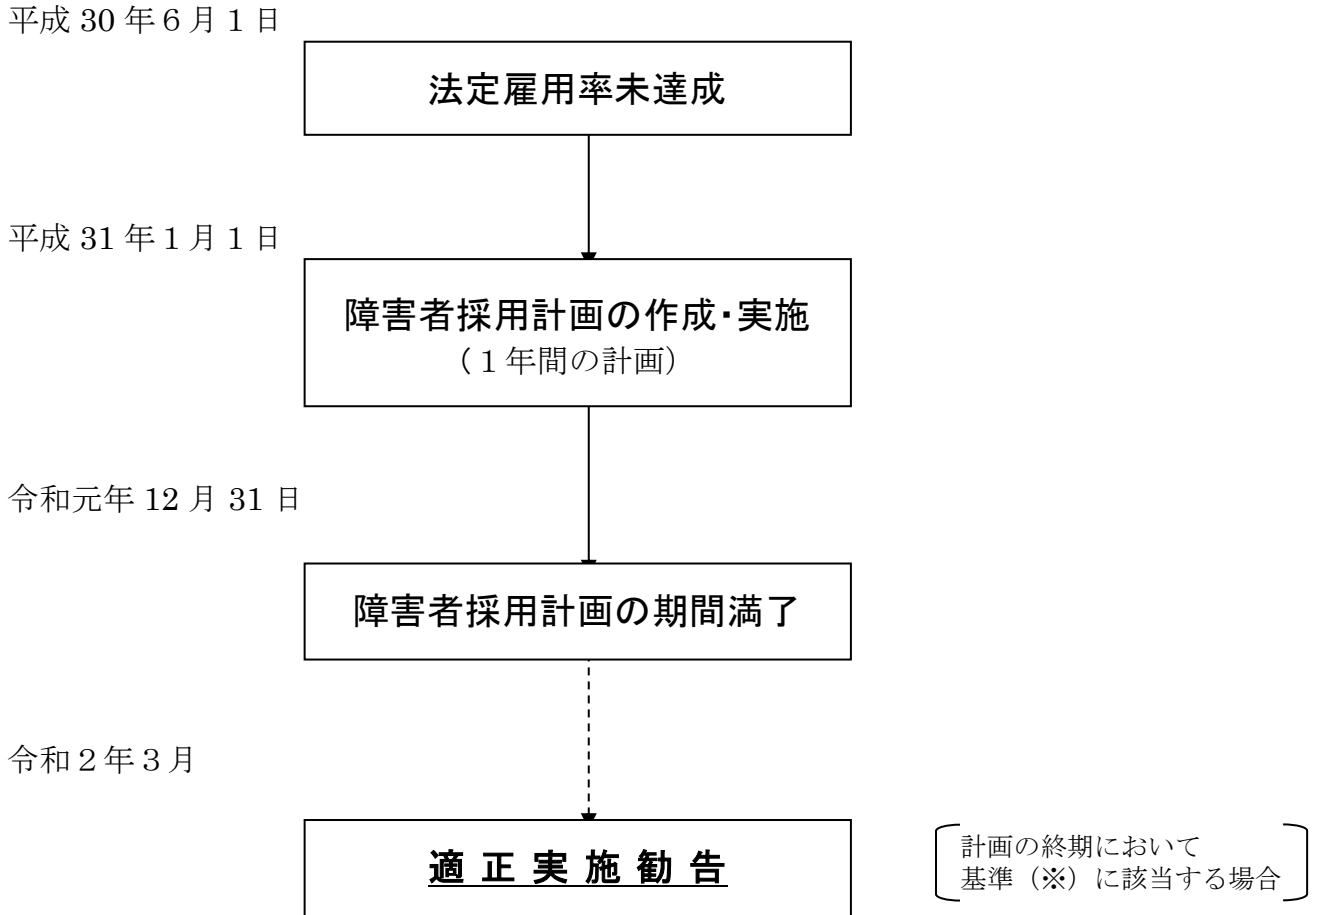 平成 30 年６月１日
法定雇用率未達成
平成 31 年１月１日
障害者採用計画の作成・実施
（１年間の計画）
令和元年 12 月 31 日
障害者採用計画の期間満了
令和２年３月
適 正 実 施 勧 告
計画の終期において
基準（※）に該当する場合